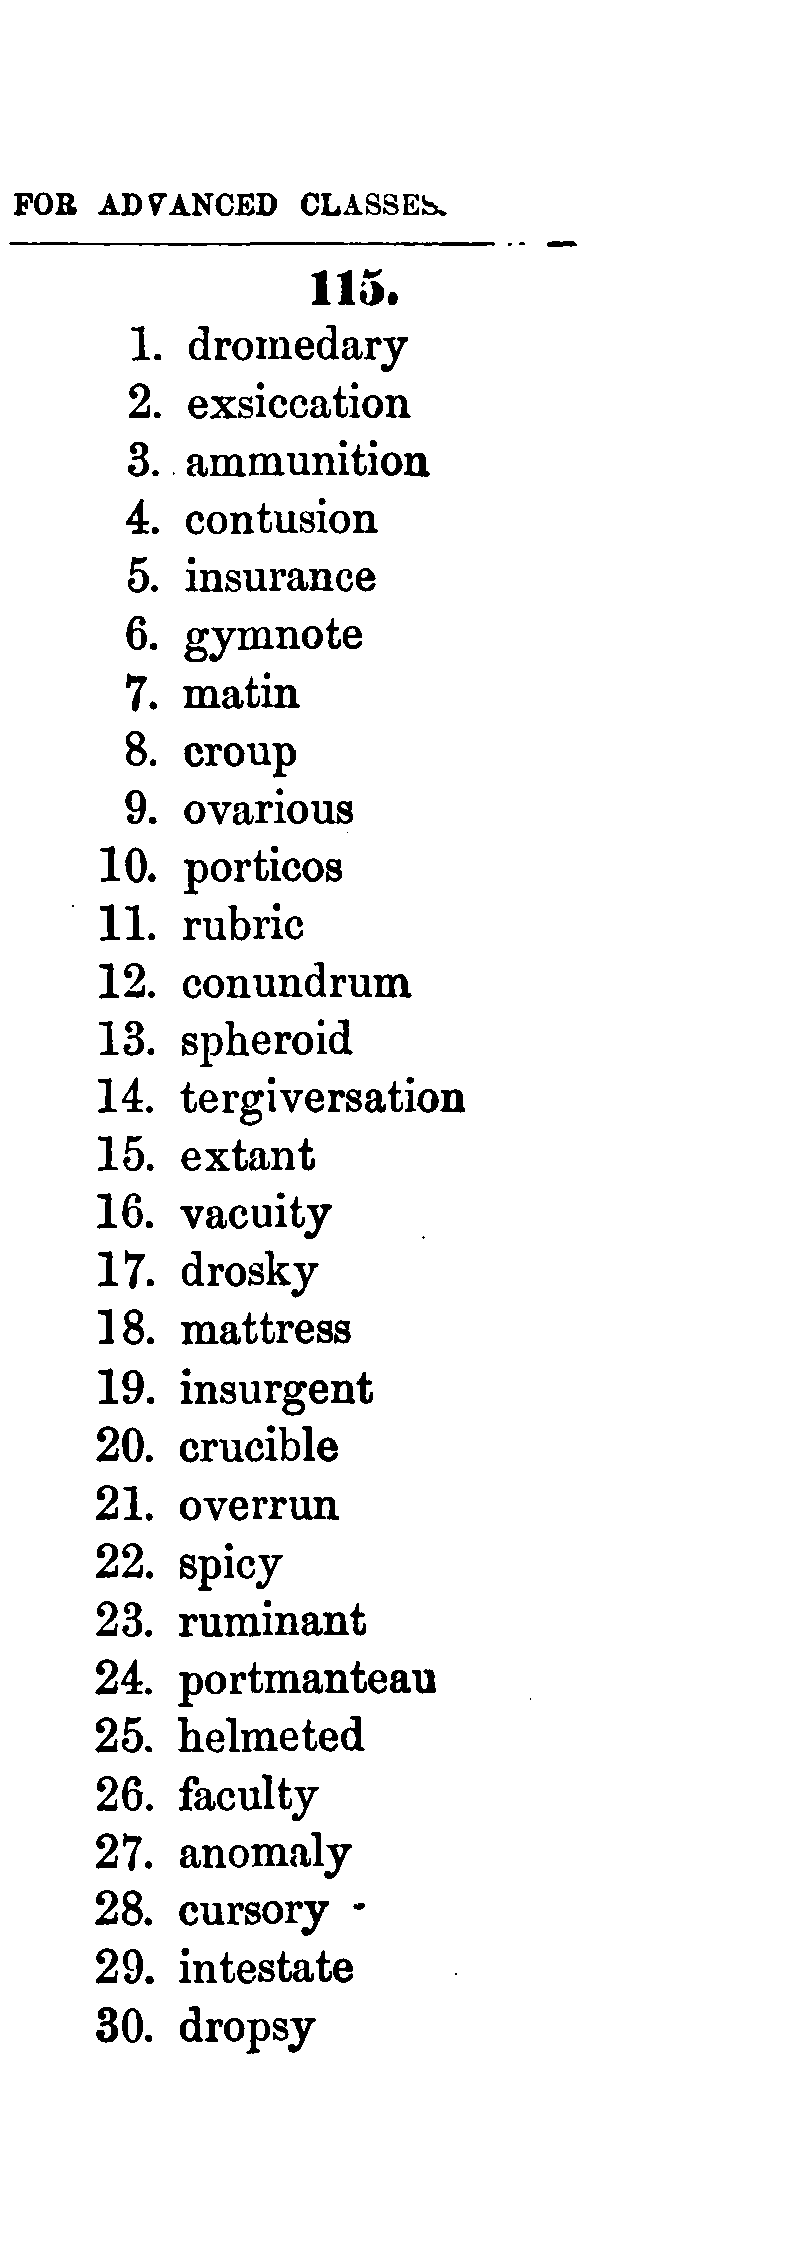 FOR ADVANCED CLASSES.
115.
1. dromedary
2. exsiccation
3. ammunition
4. contusion
5. insurance
6. gymnote
7. matin
8. croup
9. ovarious
10. porticos
11. rubric
12. conundrum
13. spheroid
14. tergiversation
15. extant
16. vacuity
17. drosky
18. mattress
19. insurgent
20. crucible
21. overrun
22. spicy
23. ruminant
24. portmanteau
25. helmeted
26. faculty
27. anomaly
28. cursory
29. intestate
30. dropsy